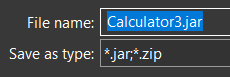 File name: Calculator3.jar
Save as type: *.jar;*.zip